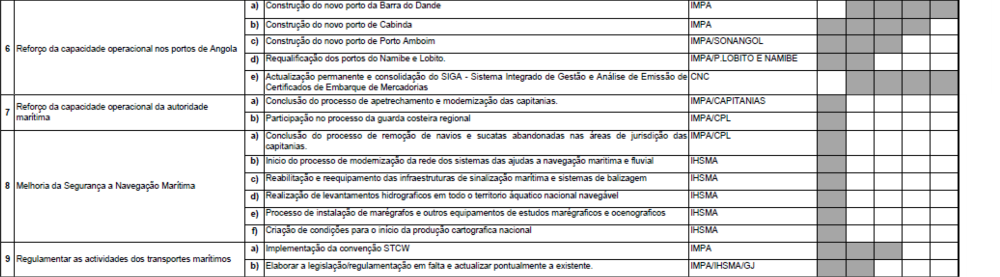 a) Construção do novo porto da Barra do Dande IMPA
b) Construção do novo porto de Cabinda IMPA
6 Reforço da capacidade operacional nos portos de Angola c) Construção do novo porto de Porto Amboim IMPA/SONANGOL
d) Requalificação dos portos do Namibe e Lobito. IMPA/P.LOBITO E NAMIBE
e) Actualização permanente e consolidação do SIGA - Sistema Integrado de Gestão e Análise de Emissão de CNC
Certificados de Embarque de Mercadorias
7 Reforço da capacidade operacional da autoridade
marítima
a) Conclusão do processo de apetrechamento e modernização das capitanias. IMPA/CAPITANIAS
b) Participação no processo da guarda costeira regional IMPA/CPL
8 Melhoria da Segurança a Navegação Marítima
a) Conclusão do processo de remoção de navios e sucatas abandonadas nas áreas de jurisdição das IMPA/CPL
capitanias.
b) Inicio do processo de modernização da rede dos sistemas das ajudas a navegação maritima e fluvial IHSMA
c) Reabilitação e reequipamento das infraestruturas de sinalização marítima e sistemas de balizagem IHSMA
d) Realização de levantamentos hidrograficos em todo o territorio áquatico nacional navegável IHSMA
e) Processo de instalação de marégrafos e outros equipamentos de estudos marégraficos e ocenograficos IHSMA
f) Criação de condições para o início da produção cartografica nacional IHSMA
9 Regulamentar as actividades dos transportes marítimos
a) Implementação da convenção STCW IMPA
b) Elaborar a legislação/regulamentação em falta e actualizar pontualmente a existente. IMPA/IHSMA/GJ